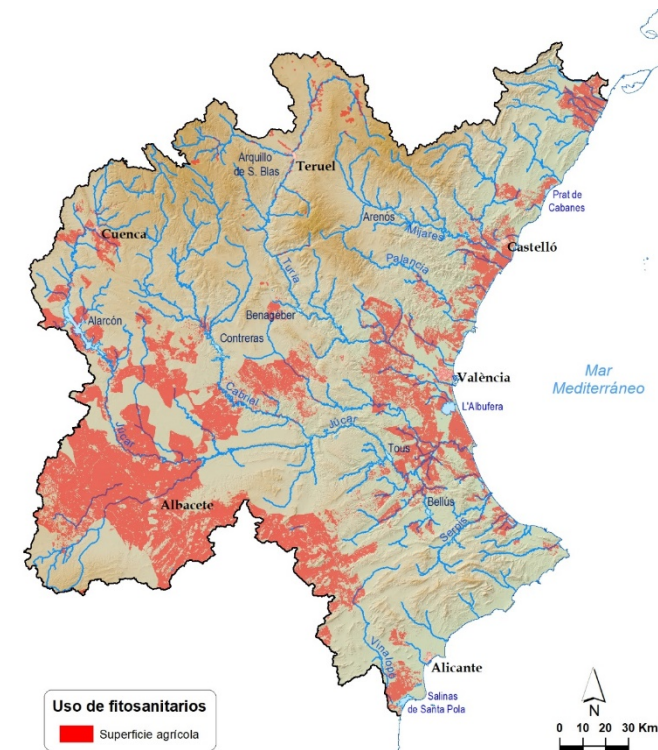 Arquillo
de S. Blas
Teruel
Prat de
Cabanes
Arenós
Mijares
Cuenca
Castelló
Palancia
Turia
Benageber
Alarcón
Contreras
Mar
Mediterráneo
València
Cabriel
L'Albufera
Júcar
Júcar
Tous
Albacete
Bellús
Serpis
Vinalopó
Alicante
Salinas
de Santa Pola
Uso de fitosanitarios
Superficie agrícola
N
0 10 20 30 Km